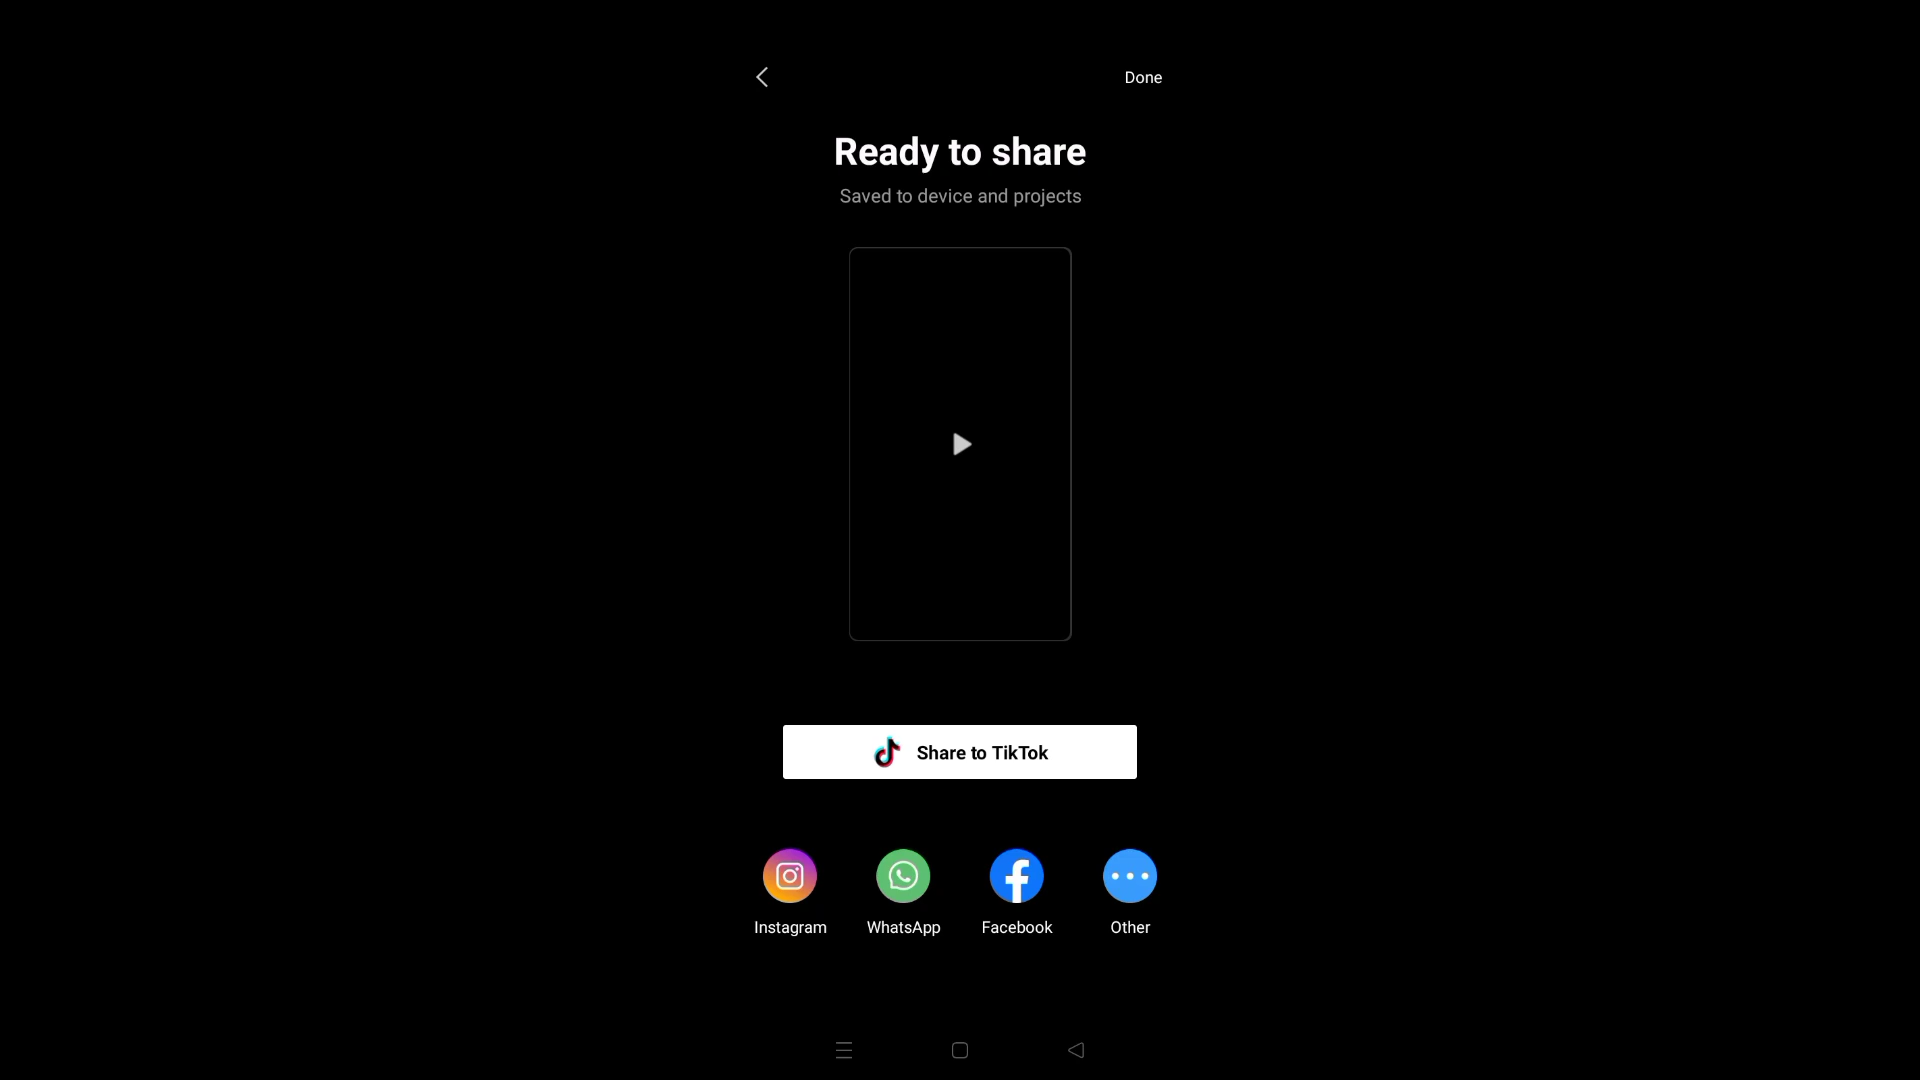 Done
Ready to share
Saved to device and projects
Share to TikTok
Instagram WhatsApp Facebook Other